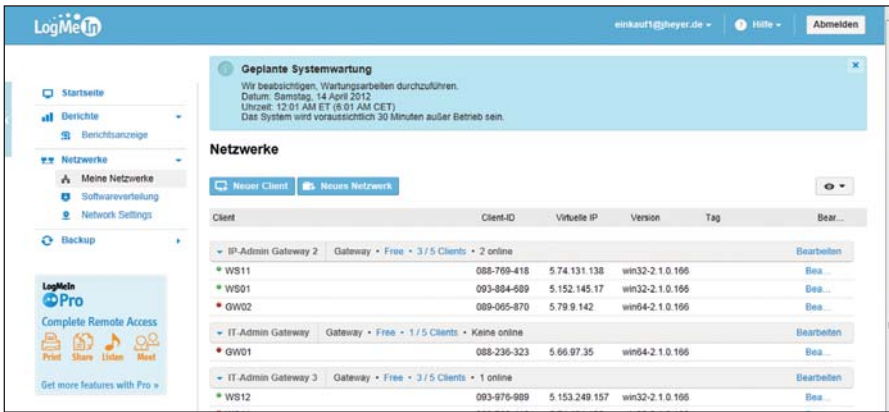 LogMeIn
einkauf1@jheyer.de
Hilfe
Abmelden
Geplante Systemwartung
Wir beabsichtigen, Wartungsarbeiten durchzuführen.
Datum: Samstag, 14 April 2012
Uhrzeit: 12:01 AM ET (6:01 AM CET)
Das System wird voraussichtlich 30 Minuten außer Betrieb sein.
Startseite
Berichte
Berichtsanzeige
Netzwerke
Meine Netzwerke
Softwareverteilung
Network Settings
Backup
LogMeIn
Pro
Complete Remote Access
Print Share Listen Meet
Get more features with Pro »
Netzwerke
Neuer Client Neues Netzwerk
Client Client-ID Virtuelle IP Version Tag Bear...
IP-Admin Gateway 2 Gateway • Free • 3 / 5 Clients • 2 online Bearbeiten
WS11 088-769-418 5.74.131.138 win32-2.1.0.166 Bea...
WS01 093-884-689 5.152.145.17 win32-2.1.0.166 Bea...
GW02 089-065-870 5.79.9.142 win64-2.1.0.166 Bea...
IT-Admin Gateway Gateway • Free • 1 / 5 Clients • Keine online Bearbeiten
GW01 088-236-323 5.66.97.35 win64-2.1.0.166 Bea...
IT-Admin Gateway 3 Gateway • Free • 3 / 5 Clients • 1 online Bearbeiten
WS12 093-976-989 5.153.249.157 win32-2.1.0.166 Bea...